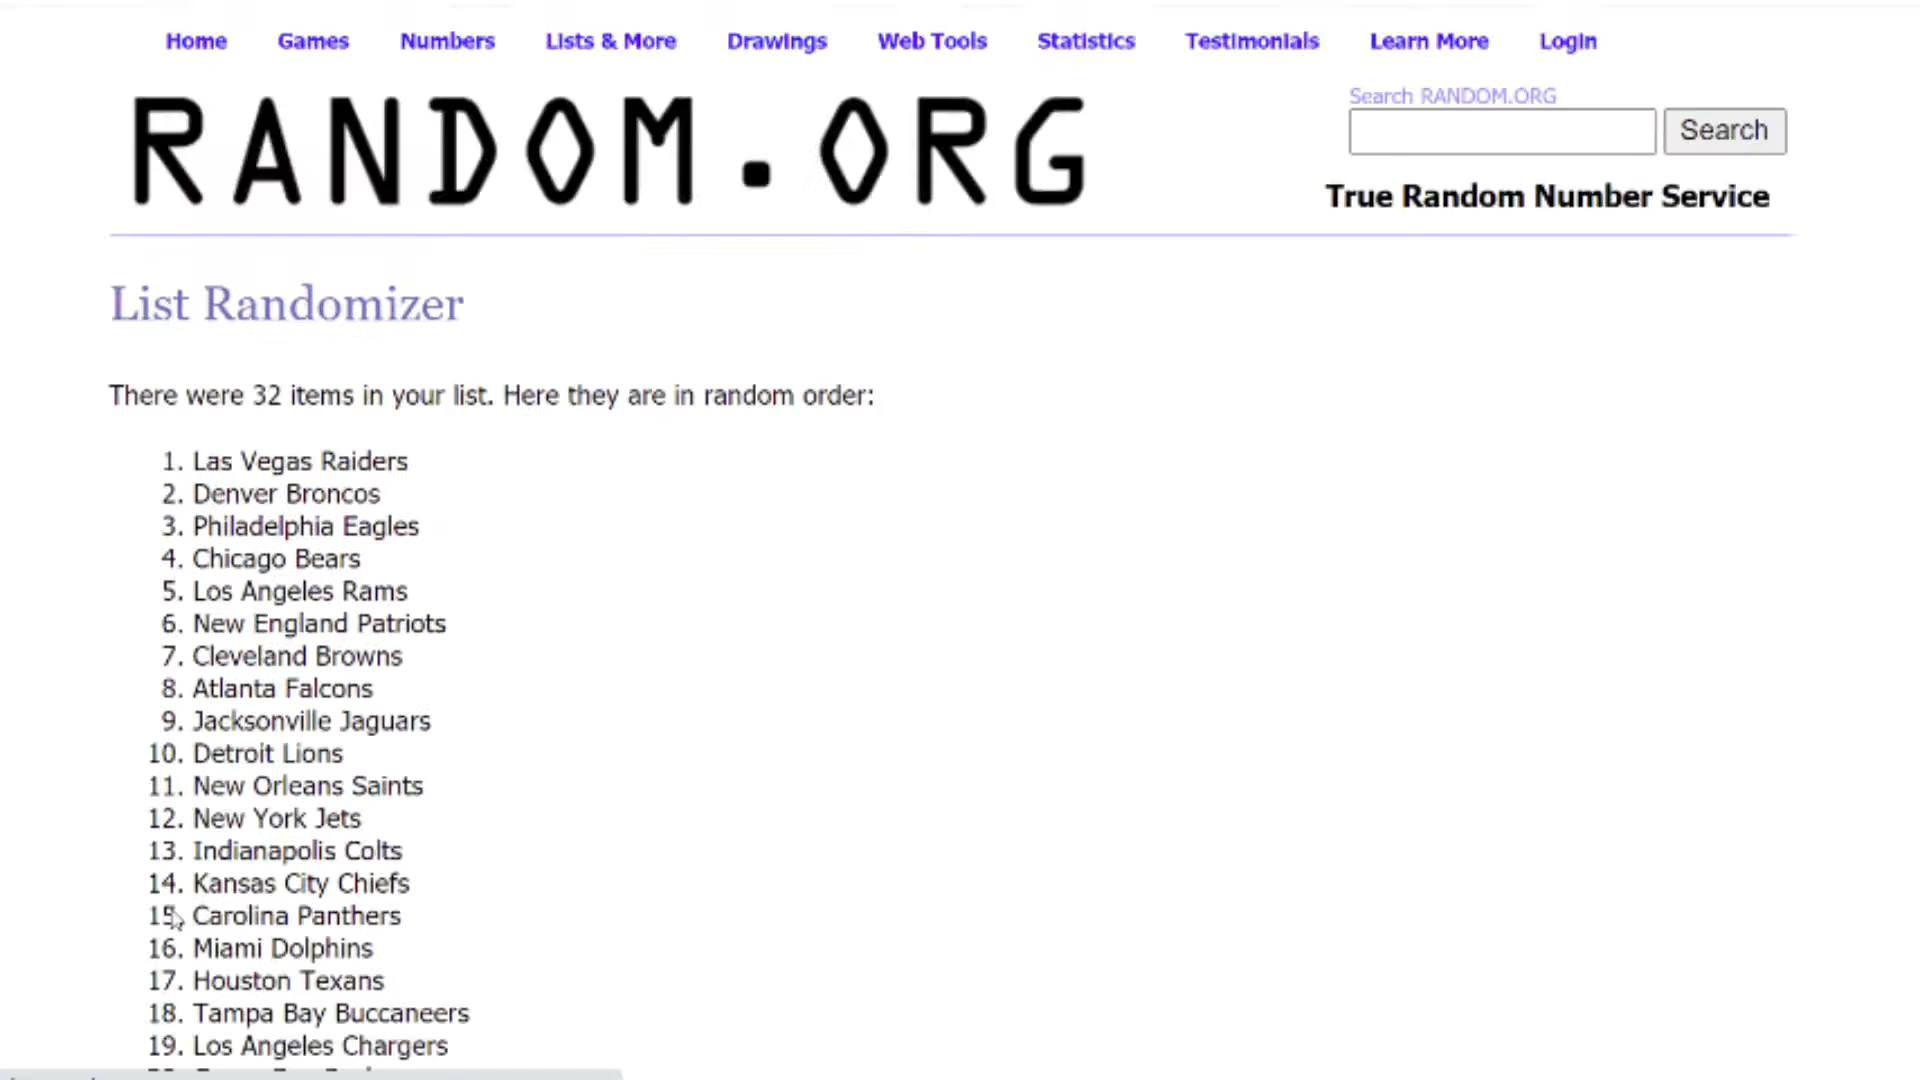 Home Games Numbers Lists & More Drawings Web Tools Statistics Testimonials Learn More Login
RANDOM.ORG
Search RANDOM.ORG
Search
True Random Number Service
List Randomizer
There were 32 items in your list. Here they are in random order:
1. Las Vegas Raiders
2. Denver Broncos
3. Philadelphia Eagles
4. Chicago Bears
5. Los Angeles Rams
6. New England Patriots
7. Cleveland Browns
8. Atlanta Falcons
9. Jacksonville Jaguars
10. Detroit Lions
11. New Orleans Saints
12. New York Jets
13. Indianapolis Colts
14. Kansas City Chiefs
15. Carolina Panthers
16. Miami Dolphins
17. Houston Texans
18. Tampa Bay Buccaneers
19. Los Angeles Chargers